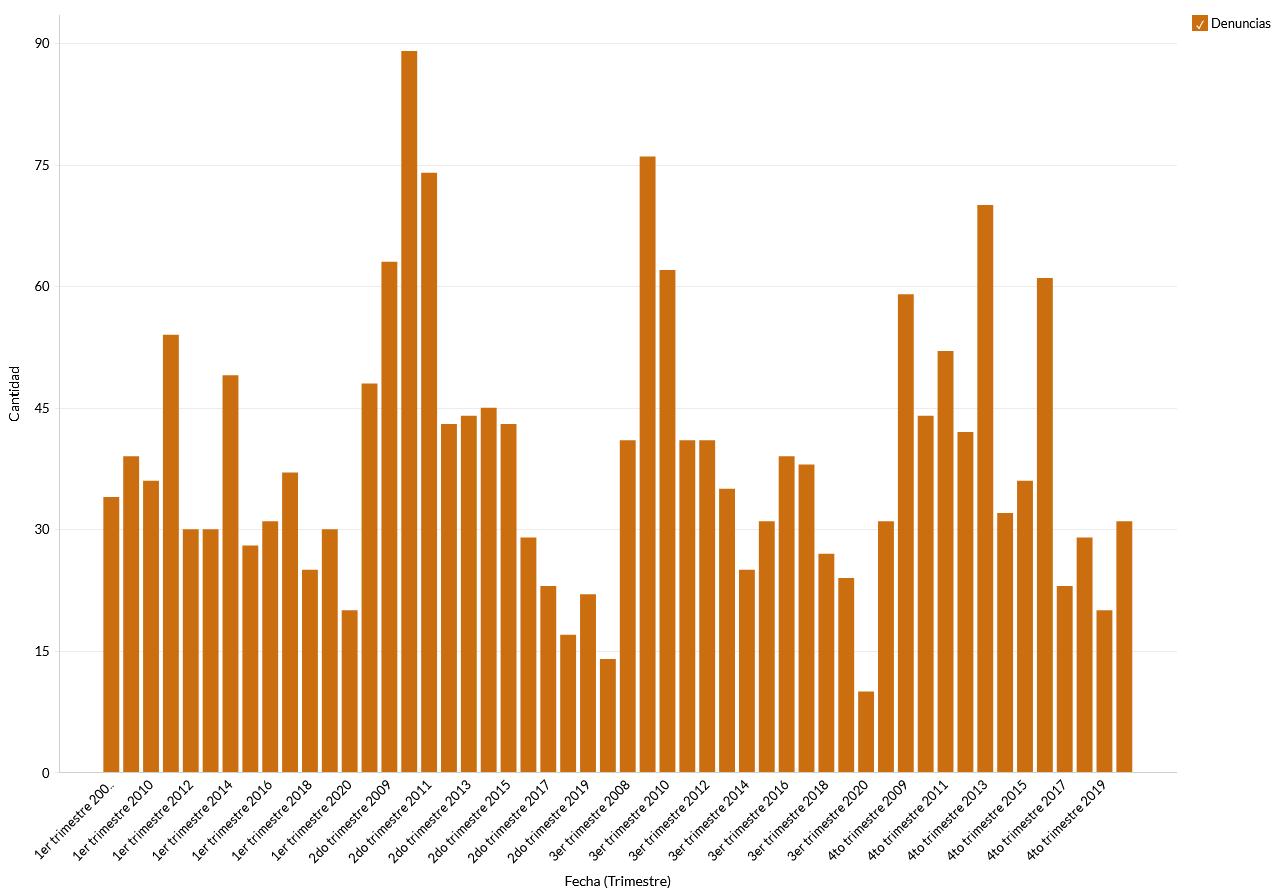 Denuncias
90
75
60
45
30
15
0
Cantidad
1er trimestre 200..
1er trimestre 2010
1er trimestre 2012
1er trimestre 2014
1er trimestre 2016
1er trimestre 2018
1er trimestre 2020
2do trimestre 2009
2do trimestre 2011
2do trimestre 2013
2do trimestre 2015
2do trimestre 2017
2do trimestre 2019
3er trimestre 2008
3er trimestre 2010
3er trimestre 2012
3er trimestre 2014
3er trimestre 2016
3er trimestre 2018
3er trimestre 2020
4to trimestre 2009
4to trimestre 2011
4to trimestre 2013
4to trimestre 2015
4to trimestre 2017
4to trimestre 2019
Fecha (Trimestre)